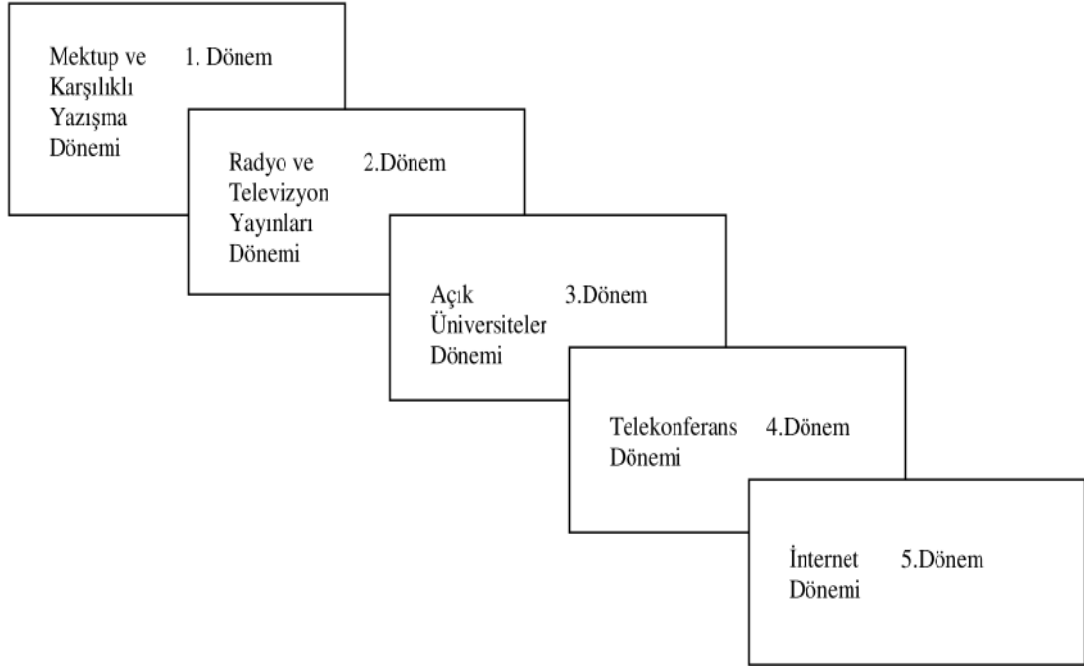 Mektup ve 1. Dönem
Karşılıklı
Yazışma
Dönemi
Radyo ve 2.Dönem
Televizyon
Yayınları
Dönemi
Açık 3.Dönem
Üniversiteler
Dönemi
Telekonferans 4.Dönem
Dönemi
İnternet 5.Dönem
Dönemi